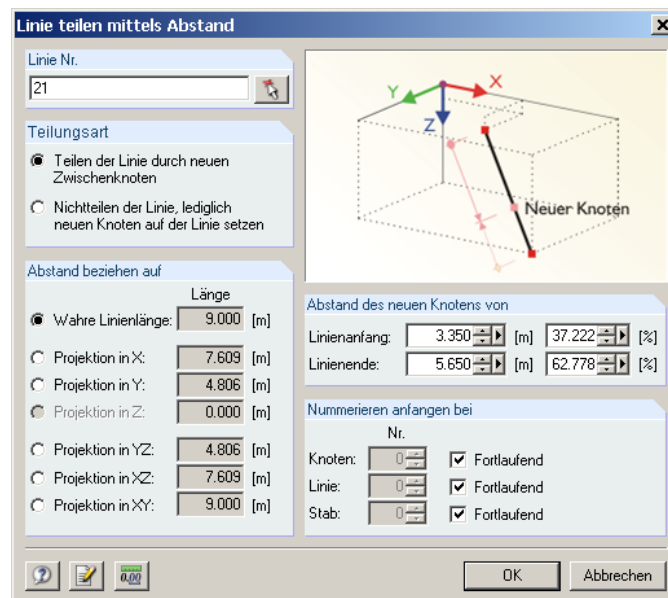 Linie teilen mittels Abstand
Linie Nr.
21
Teilungsart
Teilen der Linie durch neuen
Zwischenknoten
Nichtteilen der Linie, lediglich
neuen Knoten auf der Linie setzen
Abstand beziehen auf
Länge
Wahre Linienlänge: 9.000 [m]
Projektion in X: 7.609 [m]
Projektion in Y: 4.806 [m]
Projektion in Z: 0.000 [m]
Projektion in YZ: 4.806 [m]
Projektion in XZ: 7.609 [m]
Projektion in XY: 9.000 [m]
Y
X
Z
Neuer Knoten
Abstand des neuen Knotens von
Linienanfang: 3.350 [m] 37.222 [%]
Linienende: 5.650 [m] 62.778 [%]
Nummerieren anfangen bei
Nr.
Knoten: 0 Fortlaufend
Linie: 0 Fortlaufend
Stab: 0 Fortlaufend
0.00
OK
Abbrechen